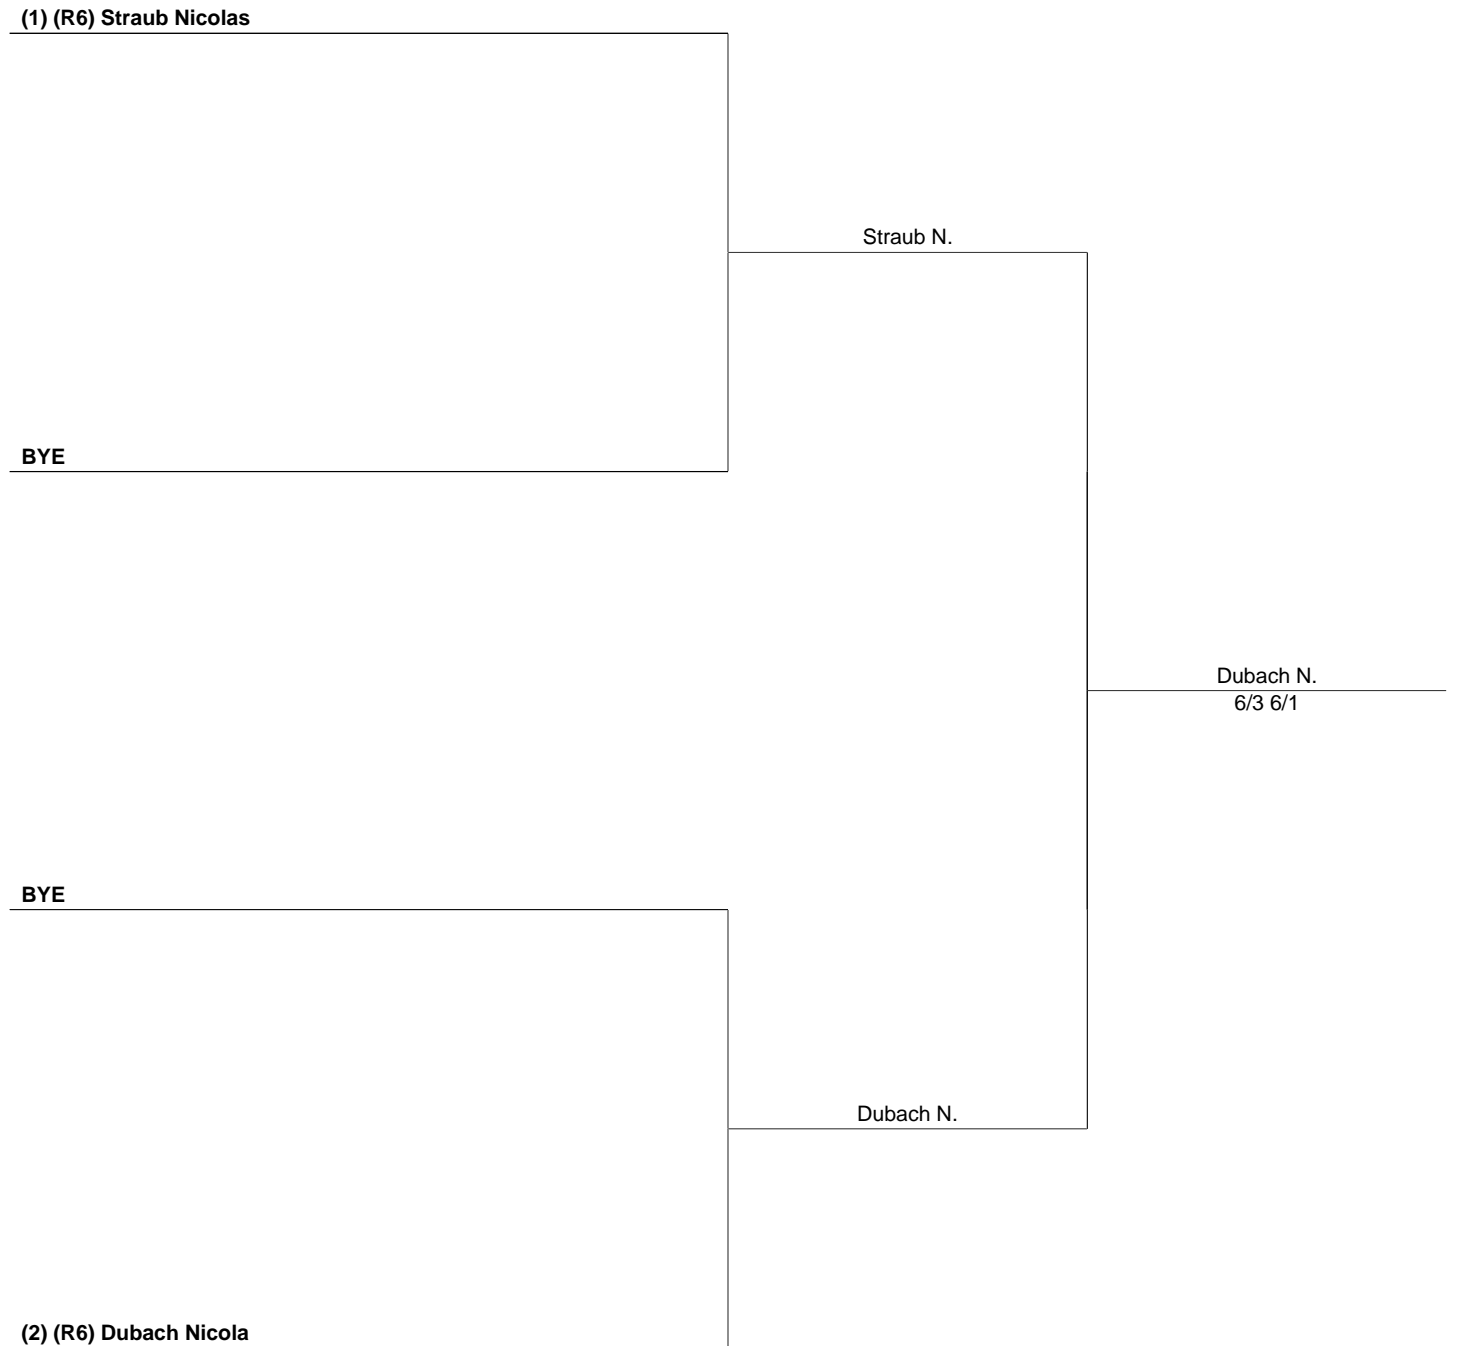 (1) (R6) Straub Nicolas
Straub N.
BYE
Dubach N.
6/3 6/1
BYE
Dubach N.
(2) (R6) Dubach Nicola